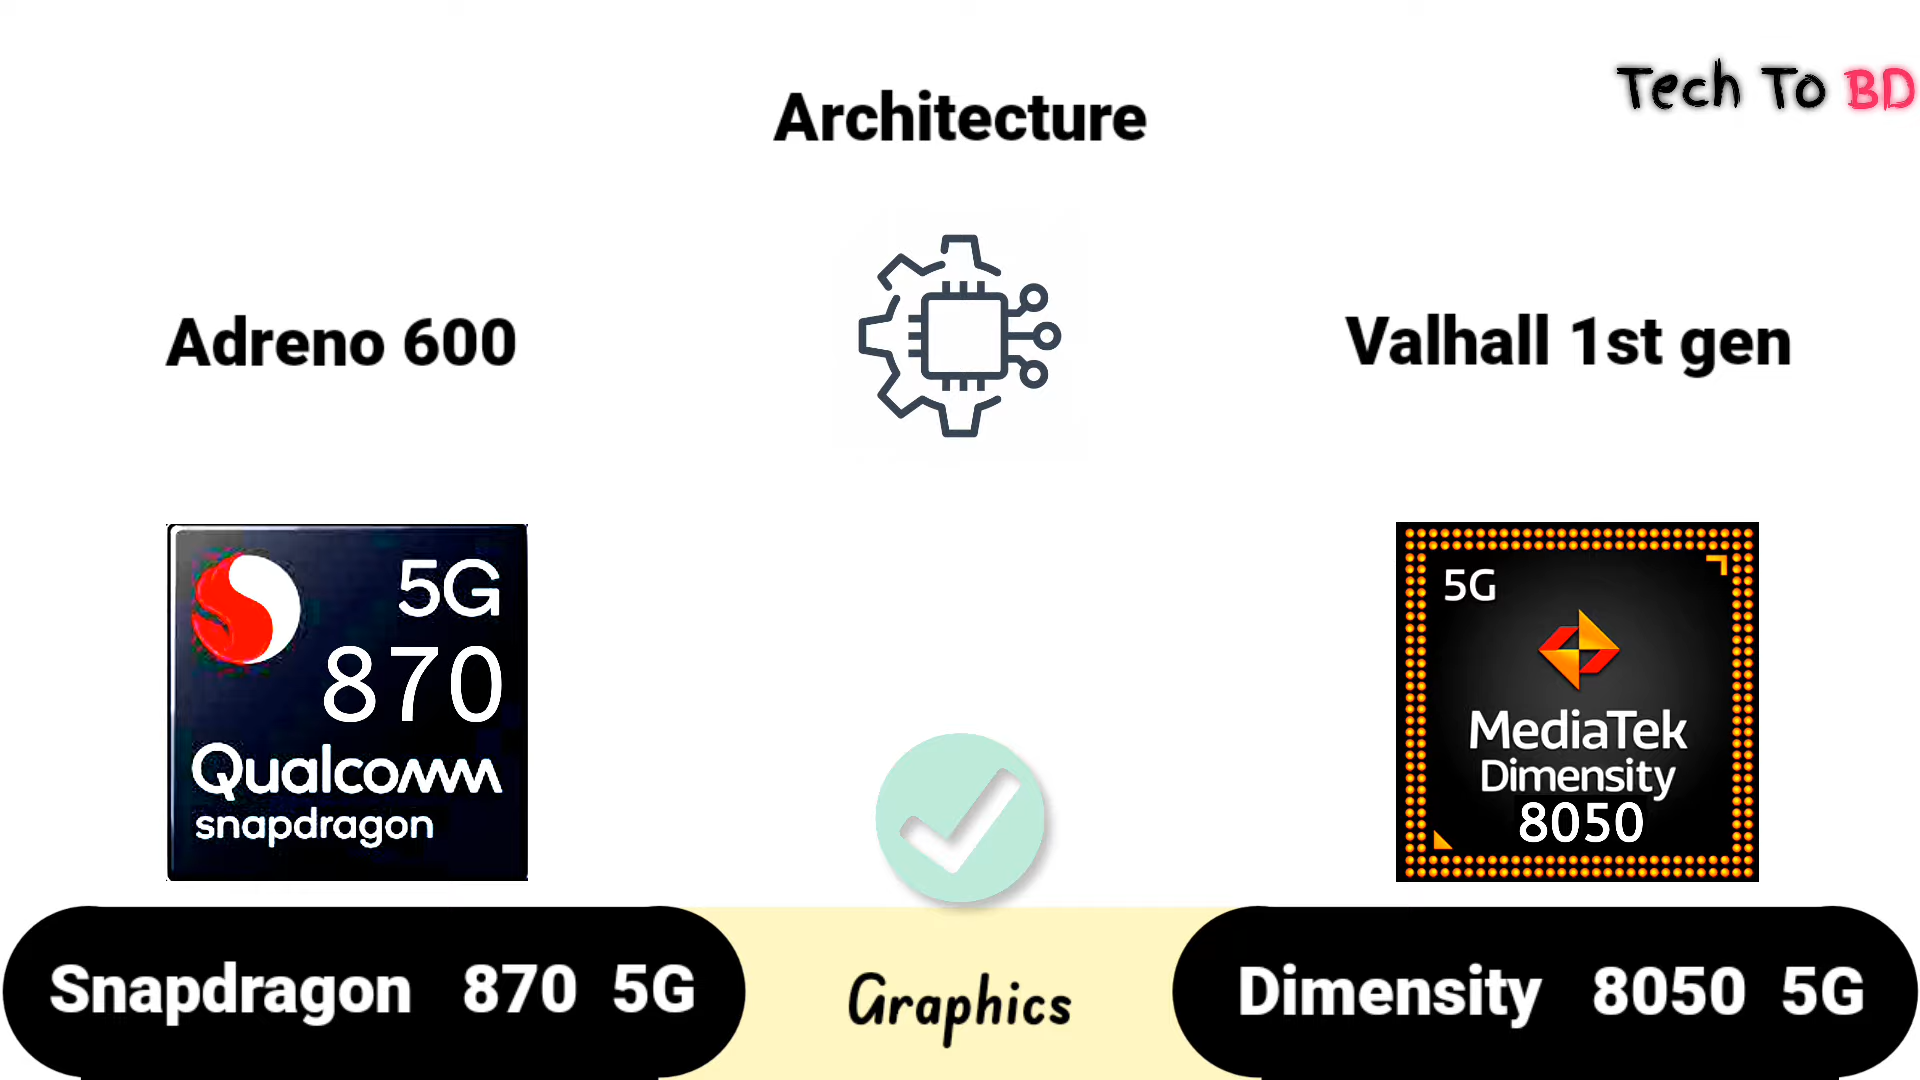 Tech To BD
Architecture
Adreno 600
Valhall 1st gen
5G
870
Qualcomm
snapdragon
5G
MediaTek
Dimensity
8050
Snapdragon 870 5G
Graphics
Dimensity 8050 5G